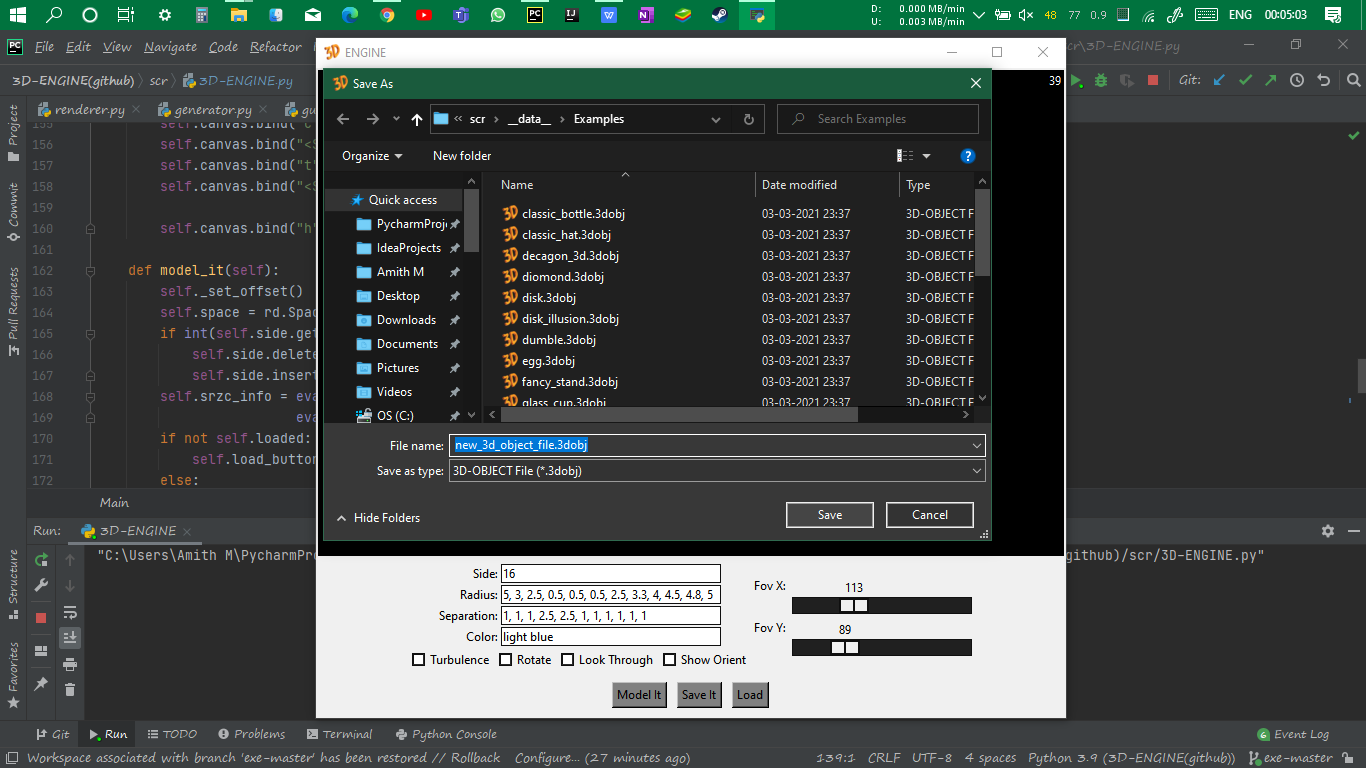 D: 0.000 MB/min
U: 0.003 MB/min
48 77 0.9 ENG 00:05:03
PC File Edit View Navigate Code Refactor
ENGINE
scr\3D-ENGINE.py
3D-ENGINE(github) scr 3D-ENGINE.py
Git:
renderer.py generator.py gu
39
Save As
scr __data__ Examples
Search Examples
Organize New folder
Name Date modified Type
Quick access
PycharmProj
IdeaProjects
Amith M
Desktop
Downloads
Documents
Pictures
Videos
OS (C:)
classic_bottle.3dobj 03-03-2021 23:37 3D-OBJECT F
classic_hat.3dobj 03-03-2021 23:37 3D-OBJECT F
decagon_3d.3dobj 03-03-2021 23:37 3D-OBJECT F
diomond.3dobj 03-03-2021 23:37 3D-OBJECT F
disk.3dobj 03-03-2021 23:37 3D-OBJECT F
disk_illusion.3dobj 03-03-2021 23:37 3D-OBJECT F
dumble.3dobj 03-03-2021 23:37 3D-OBJECT F
egg.3dobj 03-03-2021 23:37 3D-OBJECT F
fancy_stand.3dobj 03-03-2021 23:37 3D-OBJECT F
glass_cup.3dobj 03-03-2021 23:37 3D-OBJECT F
File name: new_3d_object_file.3dobj
Save as type: 3D-OBJECT File (*.3dobj)
Hide Folders
Save Cancel
Project
Commit
Pull Requests
Structure
Favorites
155 self.canvas.bind("c
156 self.canvas.bind("<S
157 self.canvas.bind("t"
158 self.canvas.bind("<S
159
160 self.canvas.bind("h"
161
162 def model_it(self):
163 self._set_offset()
164 self.space = rd.Spac
165 if int(self.side.get
166 self.side.delete
167 self.side.insert
168 self.srzc_info = eva
169 eva
170 if not self.loaded:
171 self.load_button
172 else:
Main
Run: 3D-ENGINE
"C:\Users\Amith M\PycharmPro
github)/scr/3D-ENGINE.py"
Side: 16
Radius: 5, 3, 2.5, 0.5, 0.5, 0.5, 2.5, 3.3, 4, 4.5, 4.8, 5
Separation: 1, 1, 1, 2.5, 2.5, 1, 1, 1, 1, 1, 1
Color: light blue
Fov X: 113
Fov Y: 89
Turbulence Rotate Look Through Show Orient
Model It Save It Load
Git Run TODO Problems Terminal Python Console 6 Event Log
Workspace associated with branch 'exe-master' has been restored // Rollback Configure... (27 minutes ago) 139:1 CRLF UTF-8 4 spaces Python 3.9 (3D-ENGINE(github)) exe-master